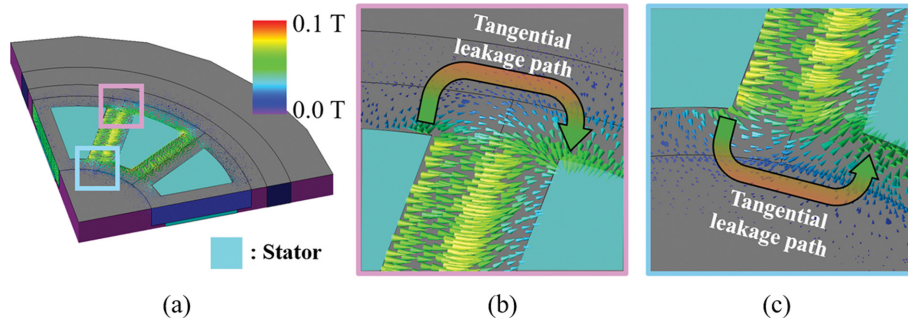 0.1 T
0.0 T
: Stator
Tangential
leakage path
Tangential
leakage path
(a)
(b)
(c)